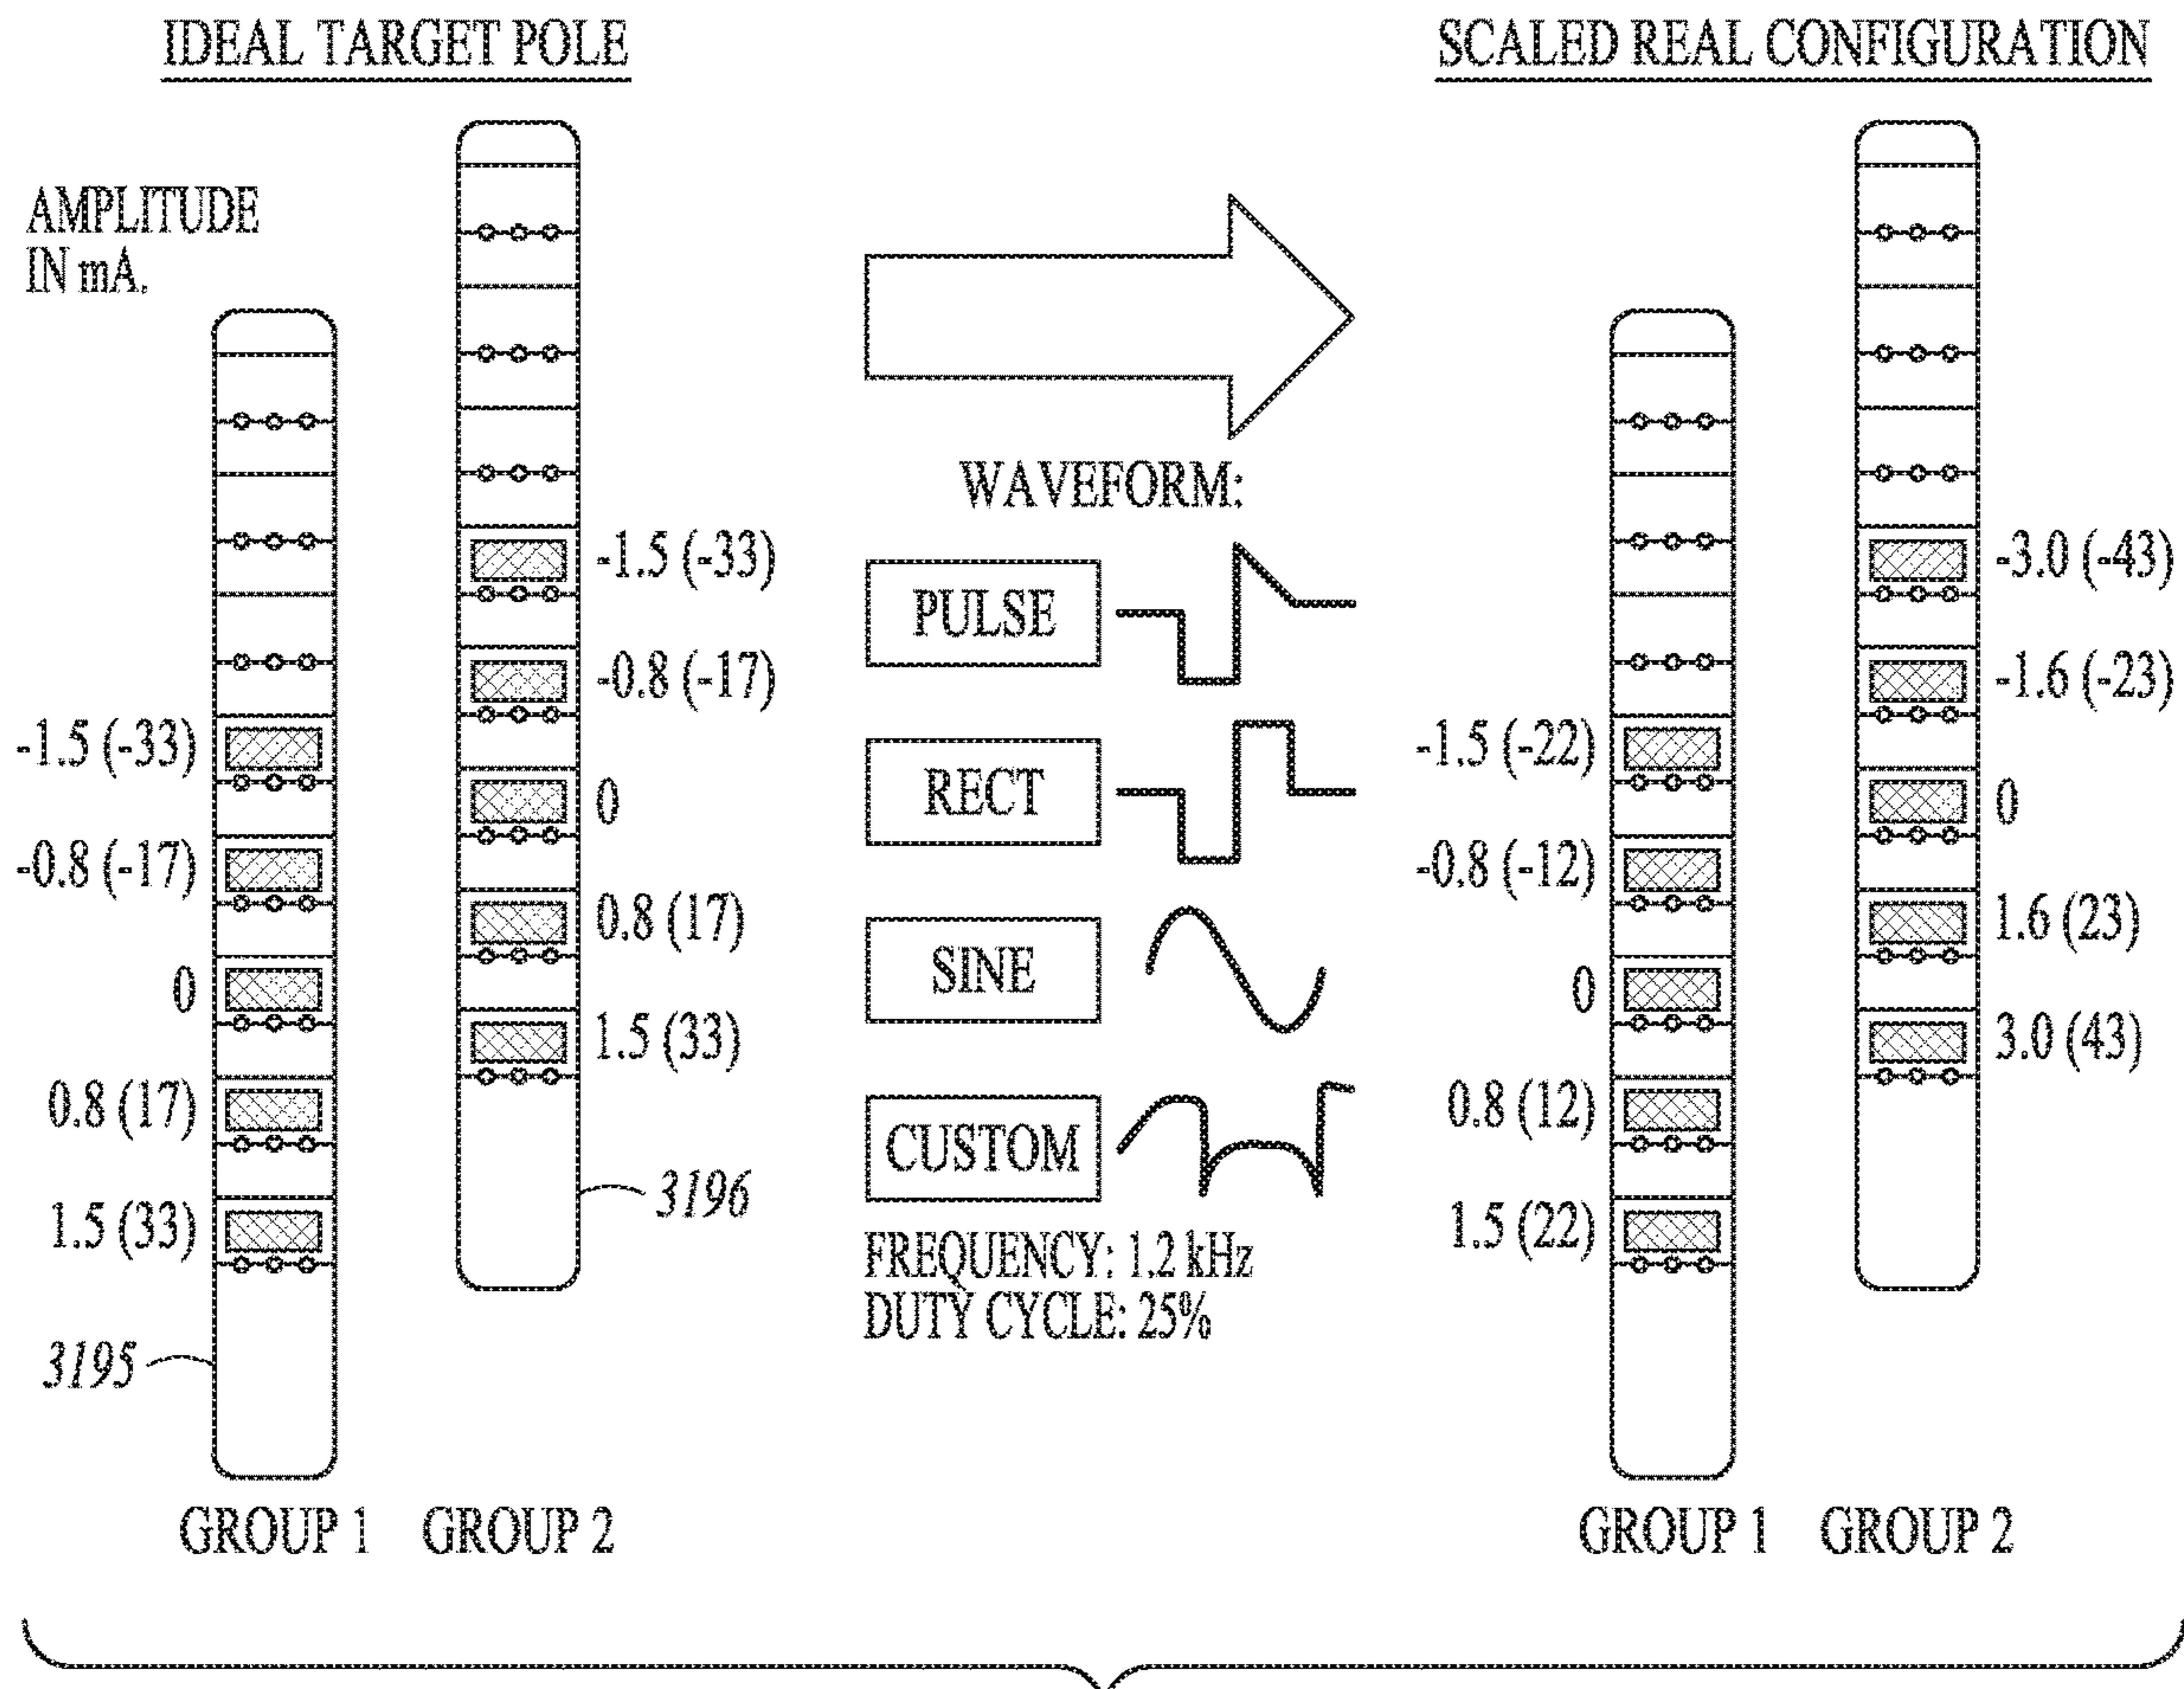 IDEAL TARGET POLE
SCALED REAL CONFIGURATION
AMPLITUDE
IN mA.
-1.5 (-33)
-0.8 (-17)
0
0.8 (17)
1.5 (33)
3195
-1.5 (-33)
-0.8 (-17)
0
0.8 (17)
1.5 (33)
3196
GROUP 1 GROUP 2
WAVEFORM:
PULSE
RECT
SINE
CUSTOM
FREQUENCY: 1.2 kHz
DUTY CYCLE: 25%
-1.5 (-22)
-0.8 (-12)
0
0.8 (12)
1.5 (22)
-3.0 (-43)
-1.6 (-23)
0
1.6 (23)
3.0 (43)
GROUP 1 GROUP 2